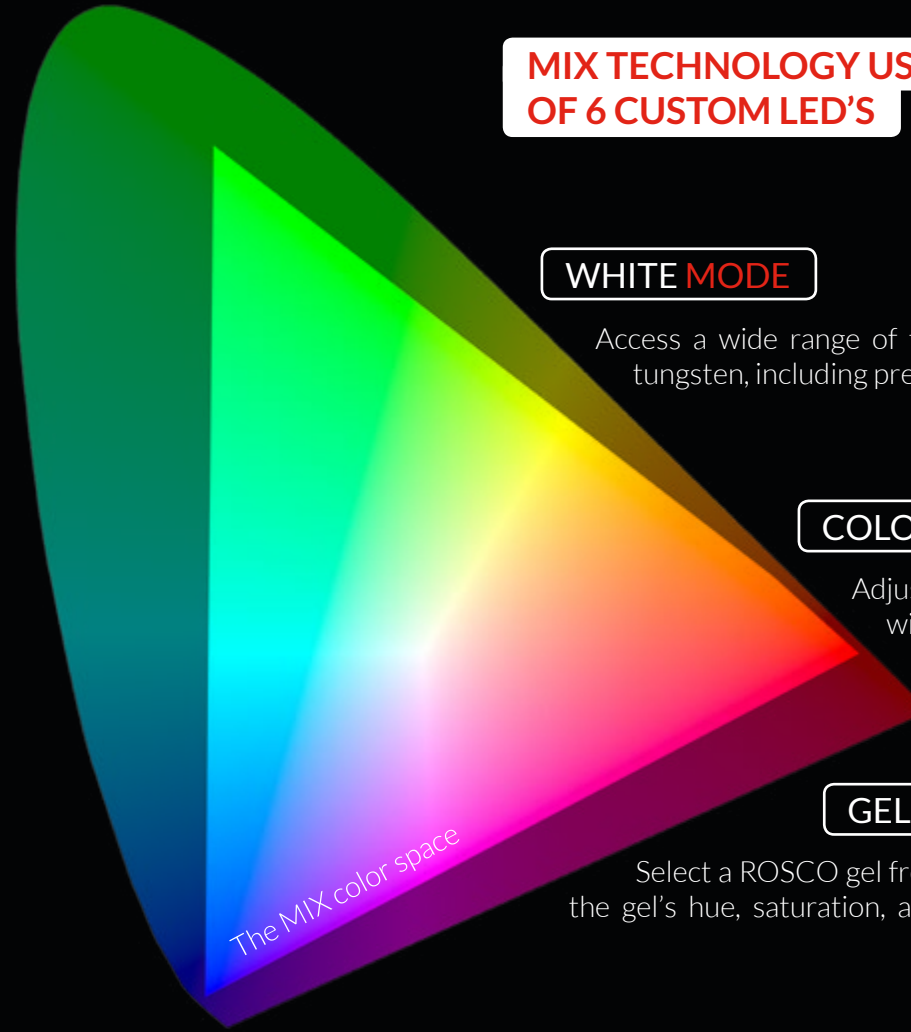 MIX TECHNOLOGY US
OF 6 CUSTOM LED'S
WHITE MODE
Access a wide range of
tungsten, including pre
COLO
Adju
wi
GEL
Select a ROSCO gel fr
the gel's hue, saturation, a
The MIX color space